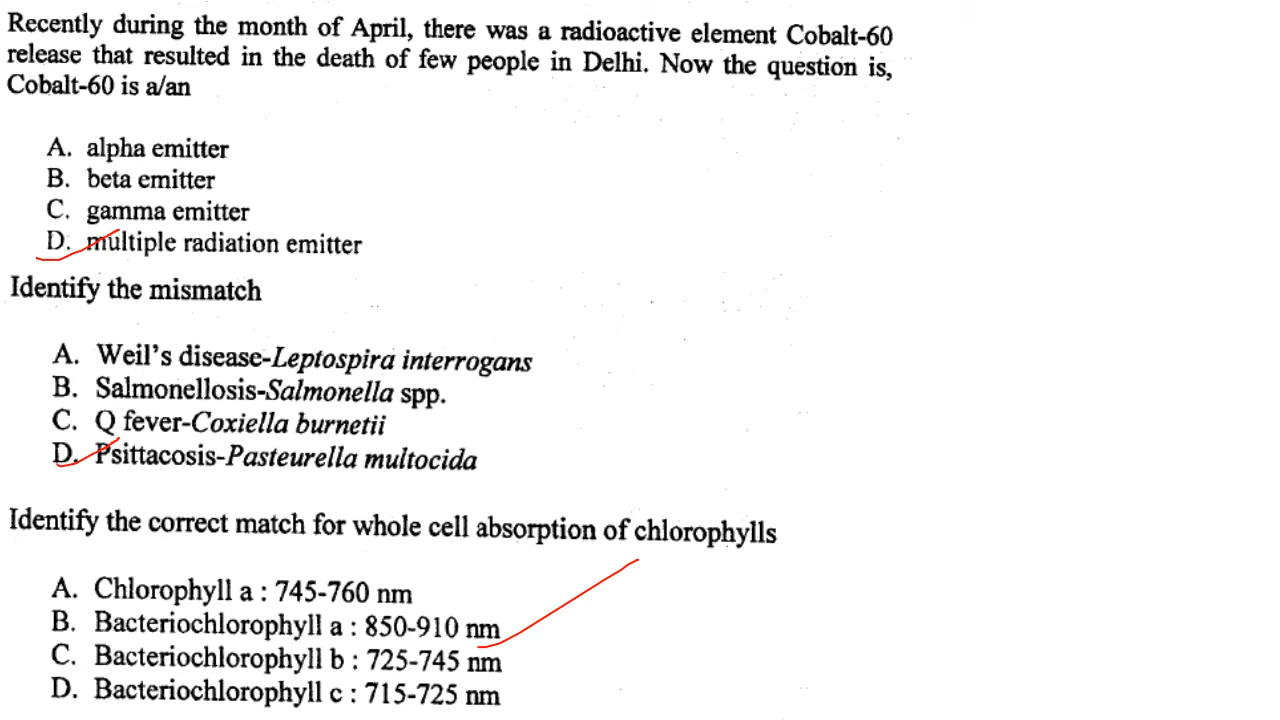 Recently during the month of April, there was a radioactive element Cobalt-60
release that resulted in the death of few people in Delhi. Now the question is,
Cobalt-60 is a/an
A. alpha emitter
B. beta emitter
C. gamma emitter
D. multiple radiation emitter
Identify the mismatch
A. Weil's disease-Leptospira interrogans
B. Salmonellosis-Salmonella spp.
C. Q fever-Coxiella burnetii
D. Psittacosis-Pasteurella multocida
Identify the correct match for whole cell absorption of chlorophylls
A. Chlorophyll a : 745-760 nm
B. Bacteriochlorophyll a : 850-910 nm
C. Bacteriochlorophyll b : 725-745 nm
D. Bacteriochlorophyll c : 715-725 nm